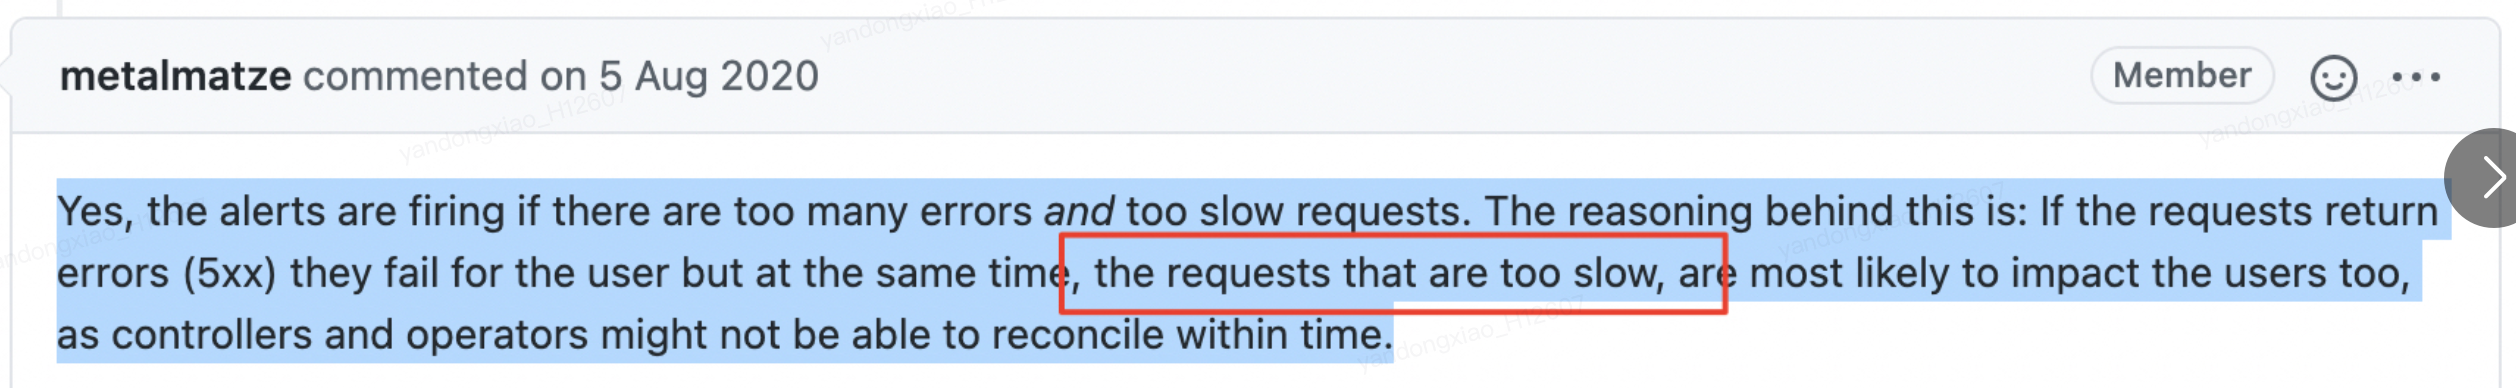 metalmatze commented on 5 Aug 2020
Member
Yes, the alerts are firing if there are too many errors and too slow requests. The reasoning behind this is: If the requests return
errors (5xx) they fail for the user but at the same time, the requests that are too slow, are most likely to impact the users too,
as controllers and operators might not be able to reconcile within time.
yandongxiao_H12607
yandongxiao_H12607
yandongxiao_H12607